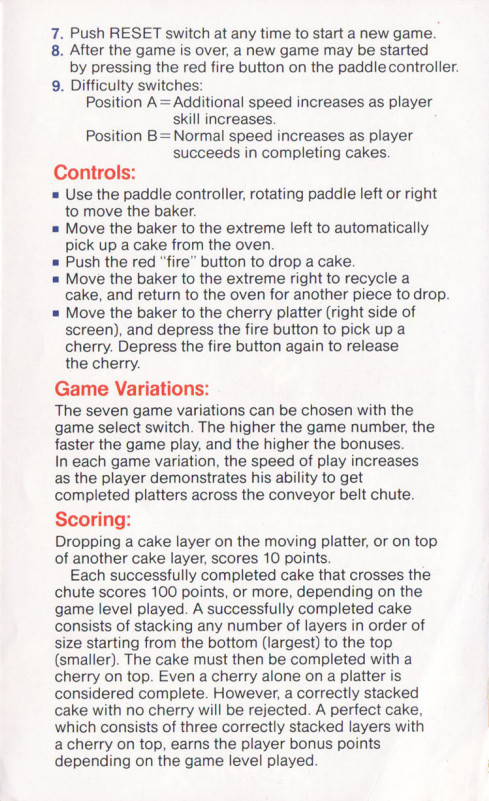 7. Push RESET switch at any time to start a new game.
8. After the game is over, a new game may be started
by pressing the red fire button on the paddle controller.
9. Difficulty switches:
Position A = Additional speed increases as player
skill increases.
Position B = Normal speed increases as player
succeeds in completing cakes.
Controls:
▪ Use the paddle controller, rotating paddle left or right
to move the baker.
▪ Move the baker to the extreme left to automatically
pick up a cake from the oven.
▪ Push the red "fire" button to drop a cake.
▪ Move the baker to the extreme right to recycle a
cake, and return to the oven for another piece to drop.
▪ Move the baker to the cherry platter (right side of
screen), and depress the fire button to pick up a
cherry. Depress the fire button again to release
the cherry.
Game Variations:
The seven game variations can be chosen with the
game select switch. The higher the game number, the
faster the game play, and the higher the bonuses.
In each game variation, the speed of play increases
as the player demonstrates his ability to get
completed platters across the conveyor belt chute.
Scoring:
Dropping a cake layer on the moving platter, or on top
of another cake layer, scores 10 points.
Each successfully completed cake that crosses the
chute scores 100 points, or more, depending on the
game level played. A successfully completed cake
consists of stacking any number of layers in order of
size starting from the bottom (largest) to the top
(smaller). The cake must then be completed with a
cherry on top. Even a cherry alone on a platter is
considered complete. However, a correctly stacked
cake with no cherry will be rejected. A perfect cake,
which consists of three correctly stacked layers with
a cherry on top, earns the player bonus points
depending on the game level played.